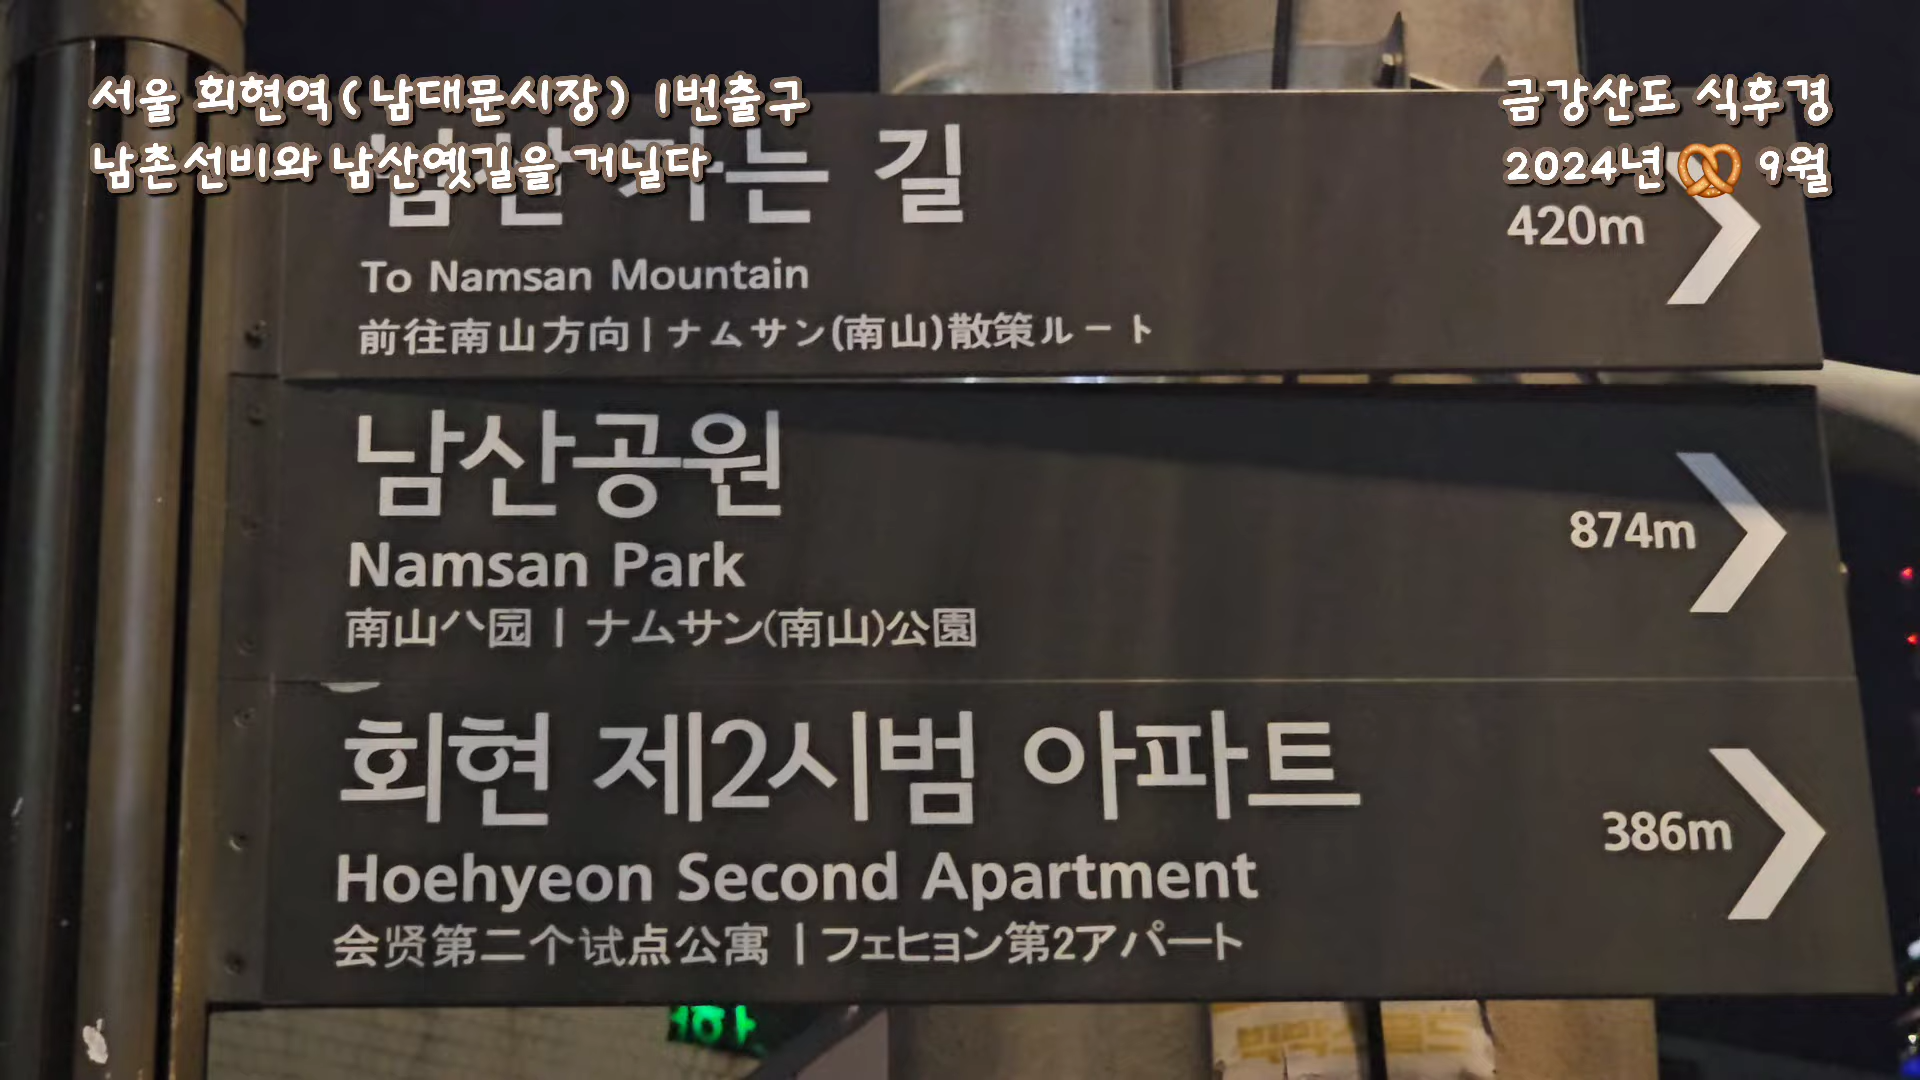 서울 회현역(남대문시장) 1번출구
남촌선비와 남산옛길을 거닐다
금강산도 식후경
2024년 🥨 9월
남산 가는 길
420m
To Namsan Mountain
前往南山方向 | ナムサン(南山)散策ルート
남산공원
874m
Namsan Park
南山公园 | ナムサン(南山)公園
회현 제2시범 아파트
386m
Hoehyeon Second Apartment
会贤第二个试点公寓 | フェヒョン第2アパート